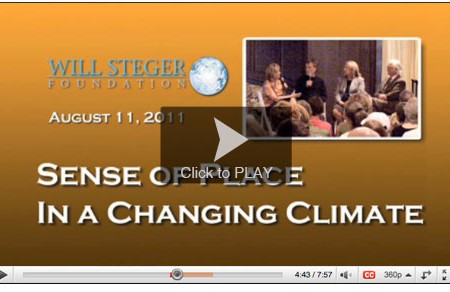 WILL STEGER
FOUNDATION
AUGUST 11, 2011
SENSE OF PLACE
Click to PLAY
IN A CHANGING CLIMATE
4:43 / 7:57
CC
360p